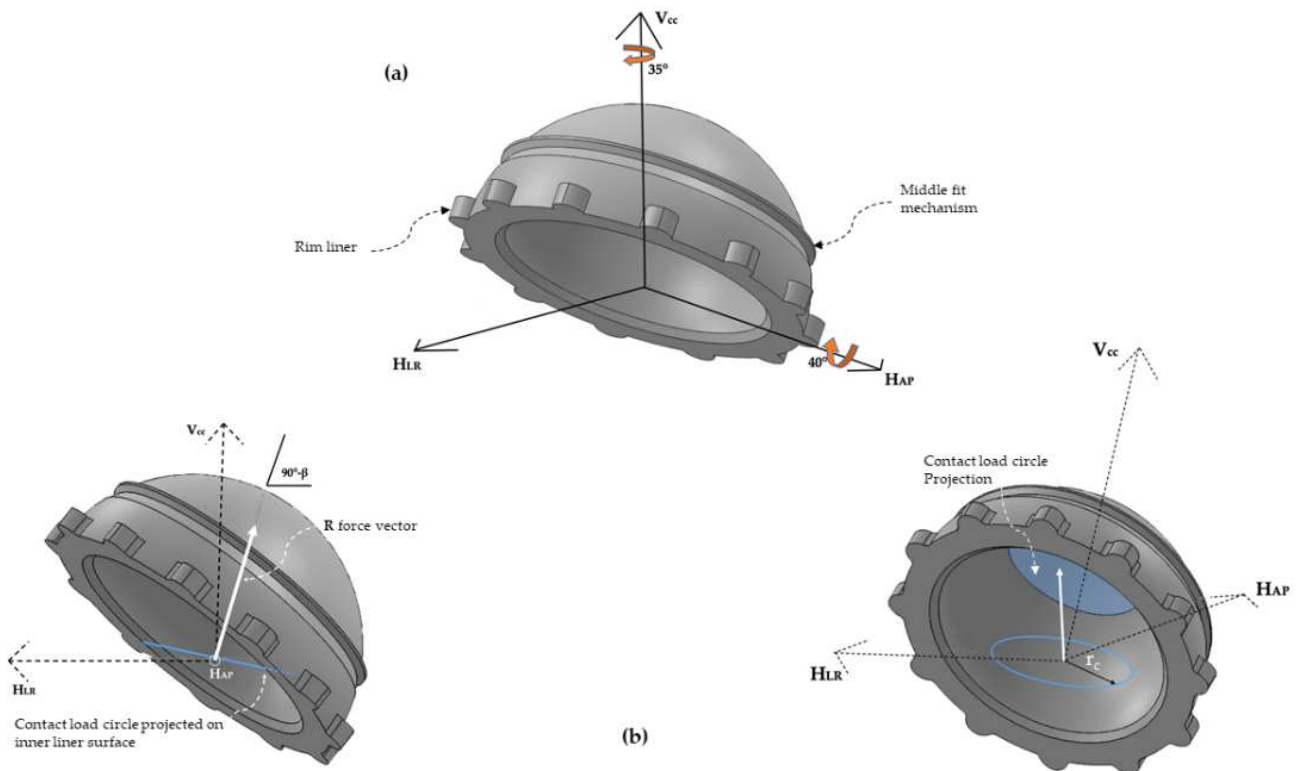 Vcc
(a)
35°
Middle fit
mechanism
Rim liner
HLR
40°
HAP
Vcc
Vcc
90°-β
Contact load circle
Projection
R force vector
HAP
HLR
HAP
HLR
rc
Contact load circle projected on
inner liner surface
(b)